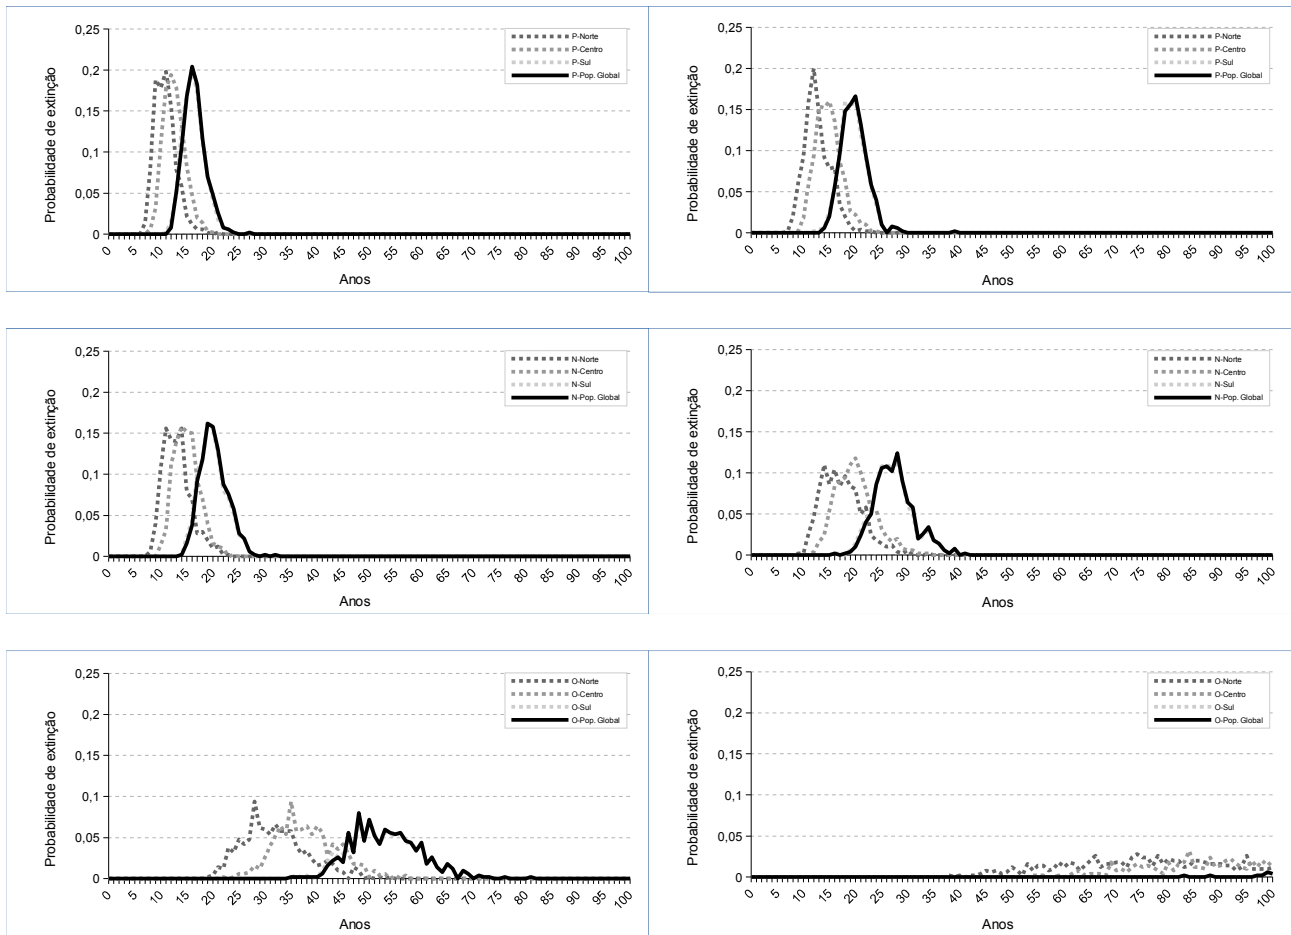 0,25
0,2
0,15
0,1
0,05
0
Probabilidade de extinção
P-Norte
P-Centro
P-Sul
P-Pop. Global
0 5 10 15 20 25 30 35 40 45 50 55 60 65 70 75 80 85 90 95 100
Anos
0,25
0,2
0,15
0,1
0,05
0
Probabilidade de extinção
P-Norte
P-Centro
P-Sul
P-Pop. Global
0 5 10 15 20 25 30 35 40 45 50 55 60 65 70 75 80 85 90 95 100
Anos
0,25
0,2
0,15
0,1
0,05
0
Probabilidade de extinção
N-Norte
N-Centro
N-Sul
N-Pop. Global
0 5 10 15 20 25 30 35 40 45 50 55 60 65 70 75 80 85 90 95 100
Anos
0,25
0,2
0,15
0,1
0,05
0
Probabilidade de extinção
N-Norte
N-Centro
N-Sul
N-Pop. Global
0 5 10 15 20 25 30 35 40 45 50 55 60 65 70 75 80 85 90 95 100
Anos
0,25
0,2
0,15
0,1
0,05
0
Probabilidade de extinção
O-Norte
O-Centro
O-Sul
O-Pop. Global
0 5 10 15 20 25 30 35 40 45 50 55 60 65 70 75 80 85 90 95 100
Anos
0,25
0,2
0,15
0,1
0,05
0
Probabilidade de extinção
O-Norte
O-Centro
O-Sul
O-Pop. Global
0 5 10 15 20 25 30 35 40 45 50 55 60 65 70 75 80 85 90 95 100
Anos